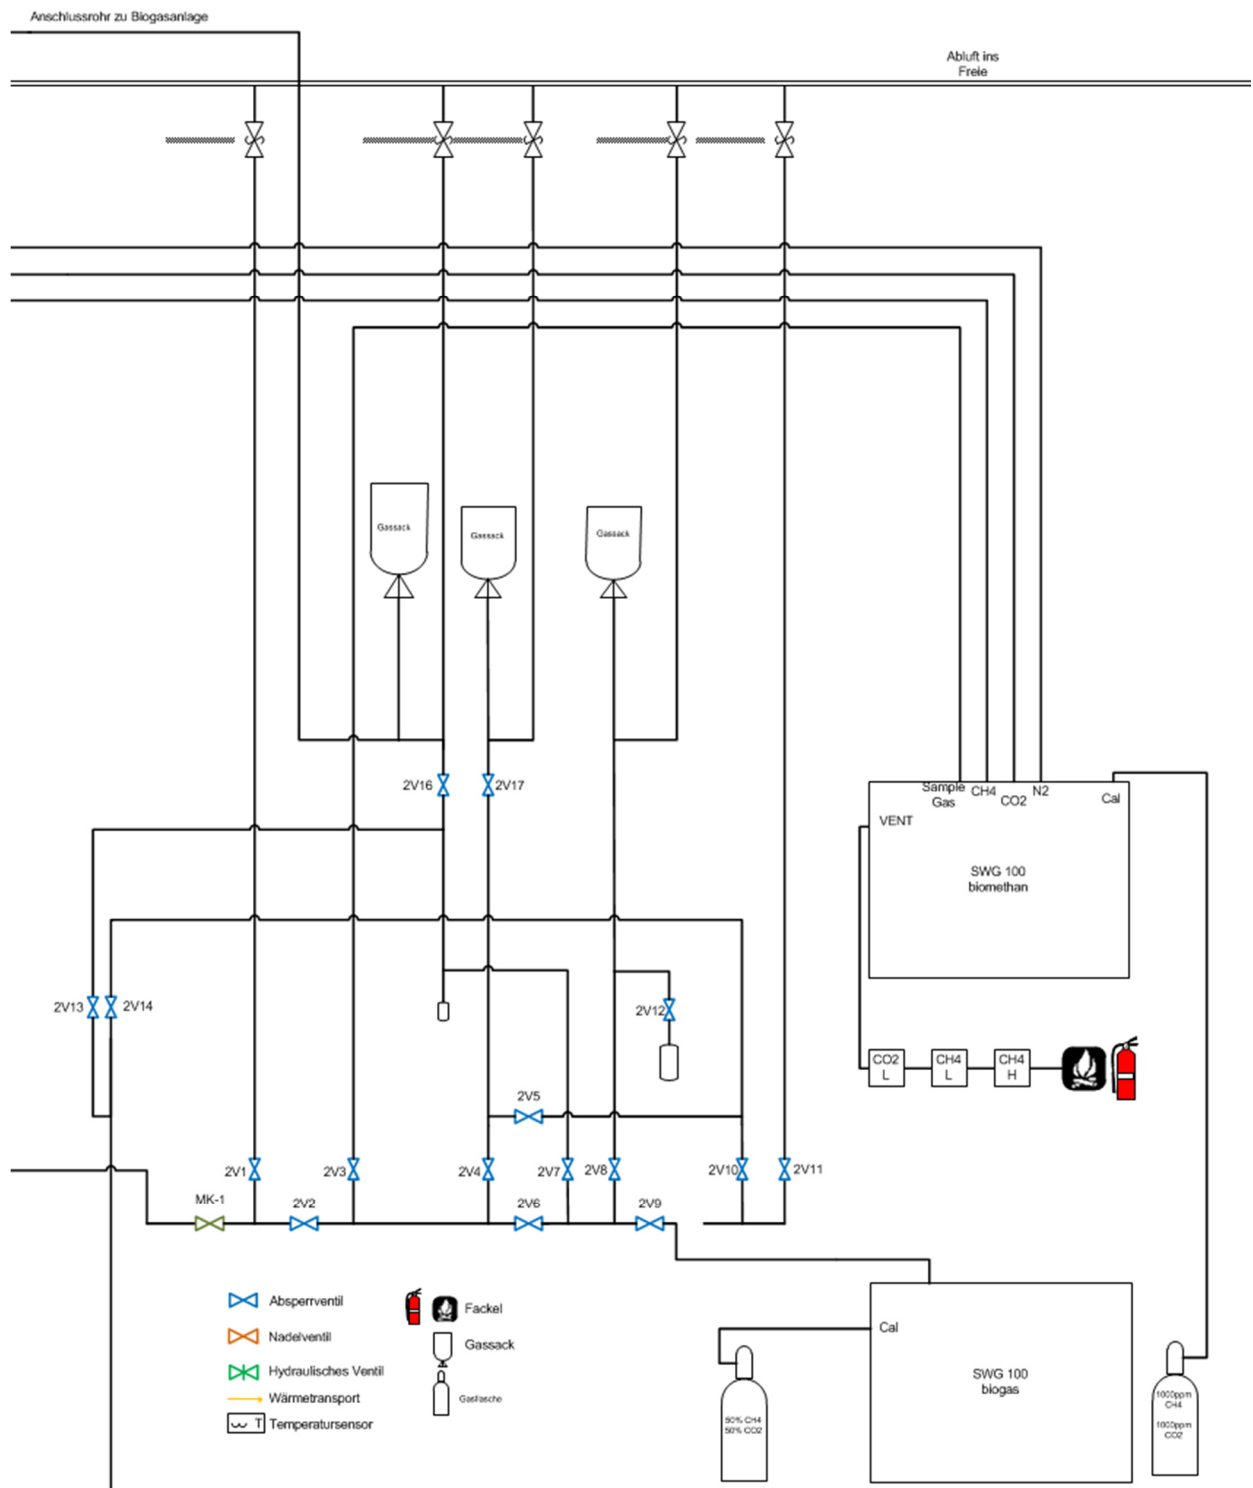 Anschlussrohr zu Biogasanlage
Abluft ins
Freie
Gassack
Gassack
Gassack
2V16
2V17
Sample
Gas
CH4
CO2
N2
Cal
VENT
SWG 100
biomethan
2V13
2V14
2V12
CO2
L
CH4
L
CH4
H
2V5
2V1
2V3
2V4
2V7
2V8
2V10
2V11
MK-1
2V2
2V6
2V9
Absperrventil
Nadelventil
Hydraulisches Ventil
Wärmetransport
T
Temperatursensor
Fackel
Gassack
Gasflasche
Cal
SWG 100
biogas
50% CH4
50% CO2
1000ppm
CH4
1000ppm
CO2